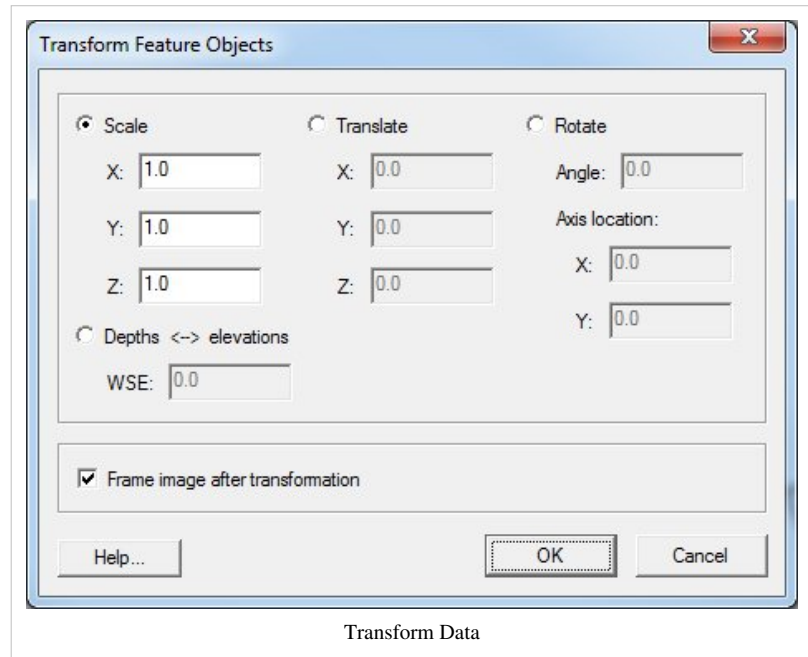 Transform Feature Objects
Scale
X: 1.0
Y: 1.0
Z: 1.0
Depths <--> elevations
WSE: 0.0
Translate
X: 0.0
Y: 0.0
Z: 0.0
Rotate
Angle: 0.0
Axis location:
X: 0.0
Y: 0.0
Frame image after transformation
Help...
OK
Cancel
Transform Data